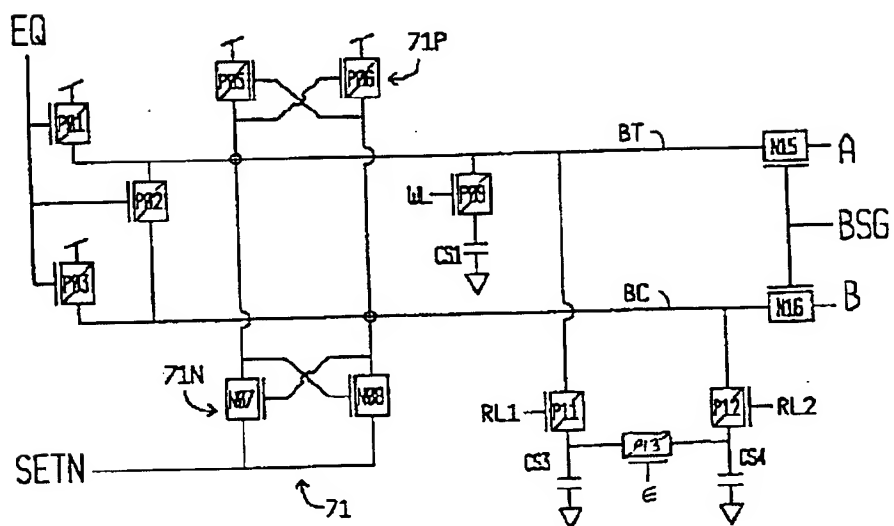 EQ
P05
P06
71P
P01
BT
N15
A
P02
WL
P09
BSG
P03
CS1
BC
N16
B
71N
N07
N08
RL1
P11
P12
RL2
P13
SETN
CS3
CS4
E
71